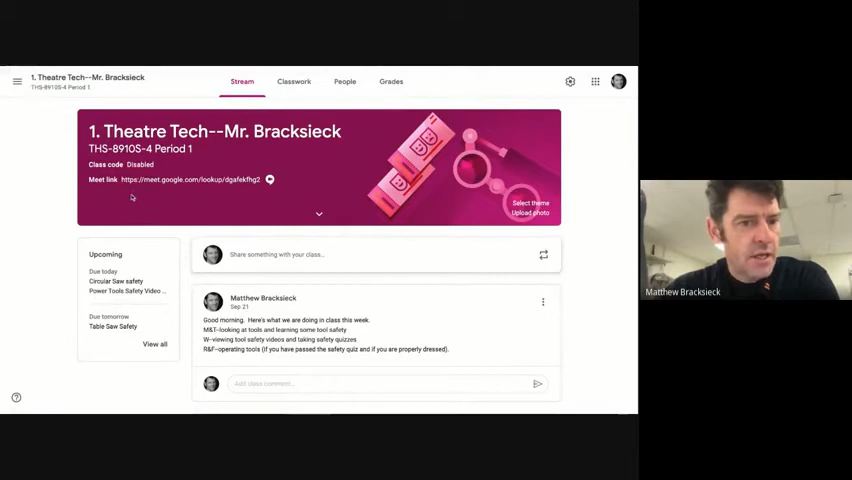 1. Theatre Tech--Mr. Bracksieck
THS-8910S-4 Period 1
Stream
Classwork
People
Grades
1. Theatre Tech--Mr. Bracksieck
THS-8910S-4 Period 1
Class code Disabled
Meet link https://meet.google.com/lookup/dgafekfhg2
Select theme
Upload photo
Upcoming
Due today
Circular Saw safety
Power Tools Safety Video ...
Due tomorrow
Table Saw Safety
View all
Share something with your class...
Matthew Bracksieck
Sep 21
Good morning. Here's what we are doing in class this week.
M&T-looking at tools and learning some tool safety
W-viewing tool safety videos and taking safety quizzes
R&F-operating tools (if you have passed the safety quiz and if you are properly dressed).
Add class comment...
Matthew Bracksieck